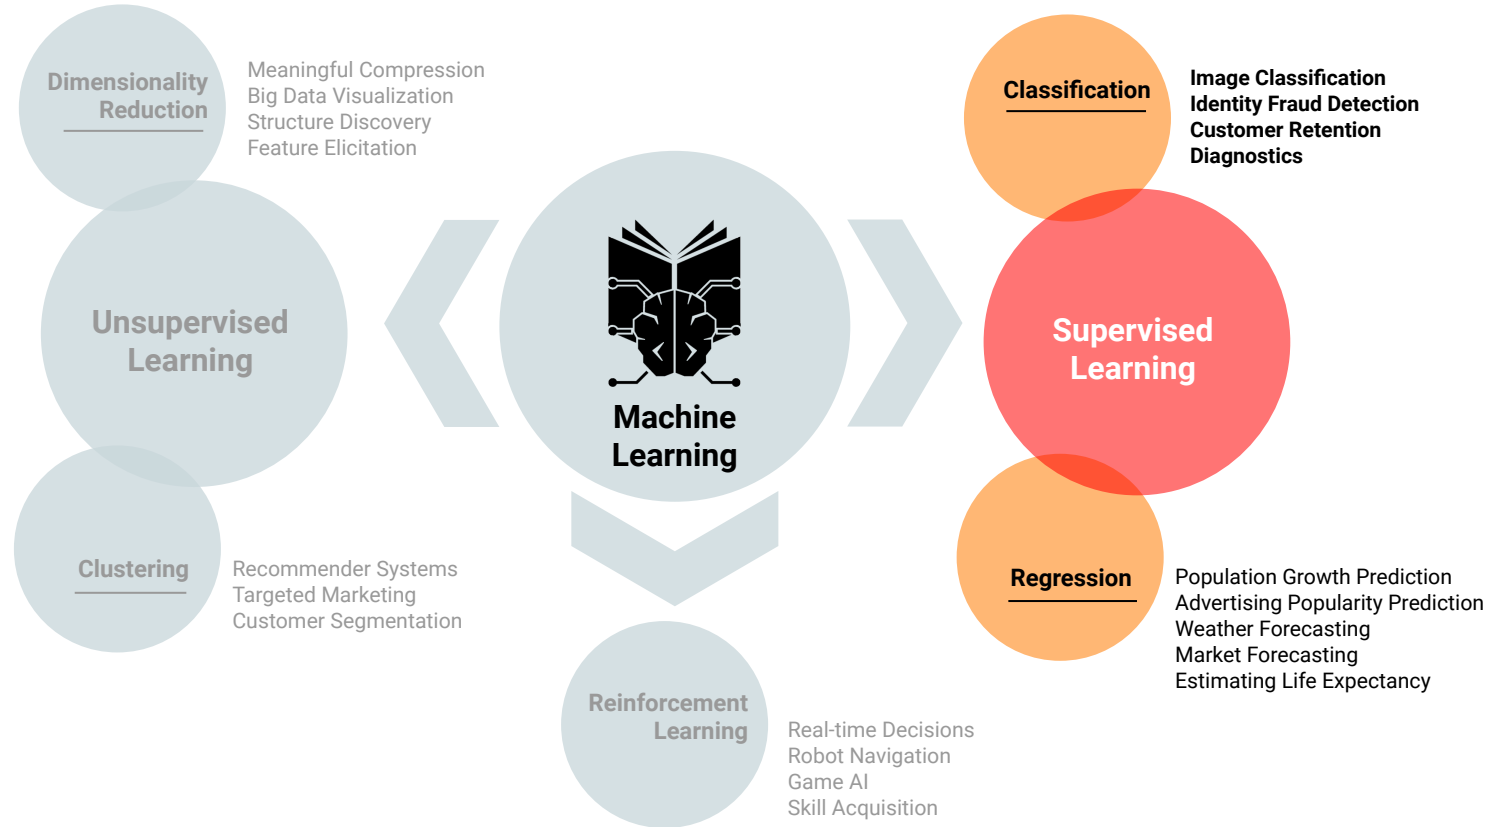 Dimensionality
Reduction
Meaningful Compression
Big Data Visualization
Structure Discovery
Feature Elicitation
Unsupervised
Learning
Clustering
Recommender Systems
Targeted Marketing
Customer Segmentation
Machine
Learning
Reinforcement
Learning
Real-time Decisions
Robot Navigation
Game AI
Skill Acquisition
Classification
Image Classification
Identity Fraud Detection
Customer Retention
Diagnostics
Supervised
Learning
Regression
Population Growth Prediction
Advertising Popularity Prediction
Weather Forecasting
Market Forecasting
Estimating Life Expectancy